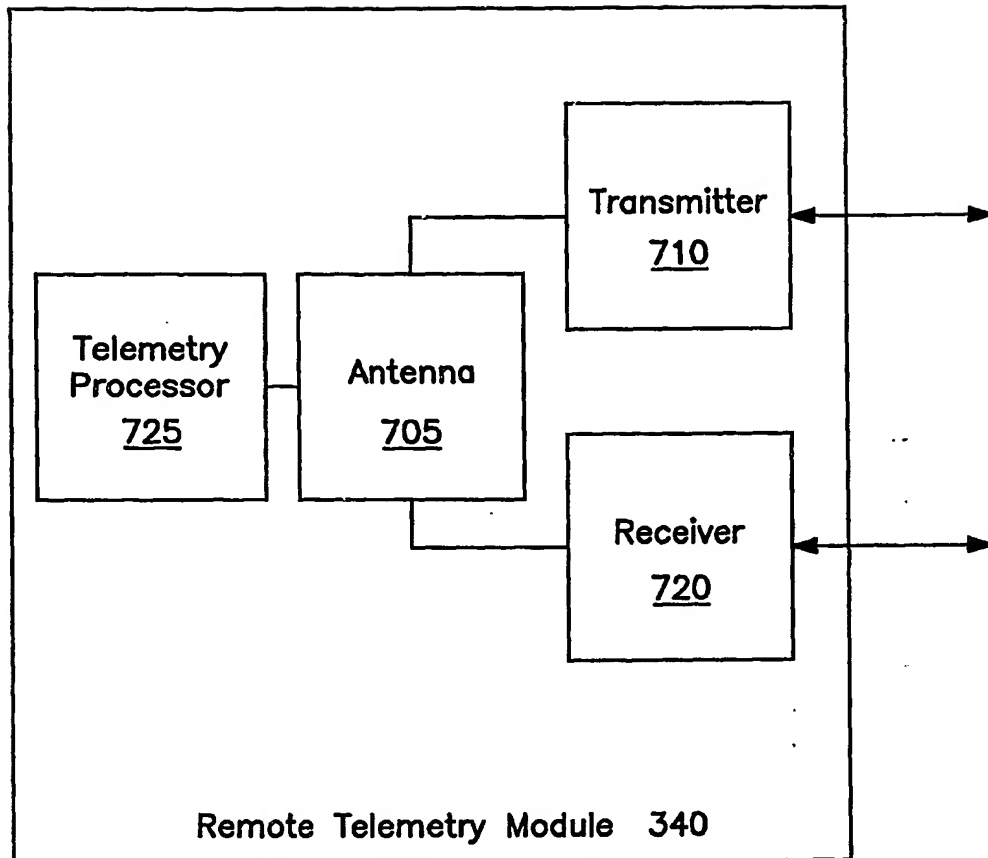 Transmitter
710
Telemetry
Processor
725
Antenna
705
Receiver
720
Remote Telemetry Module 340